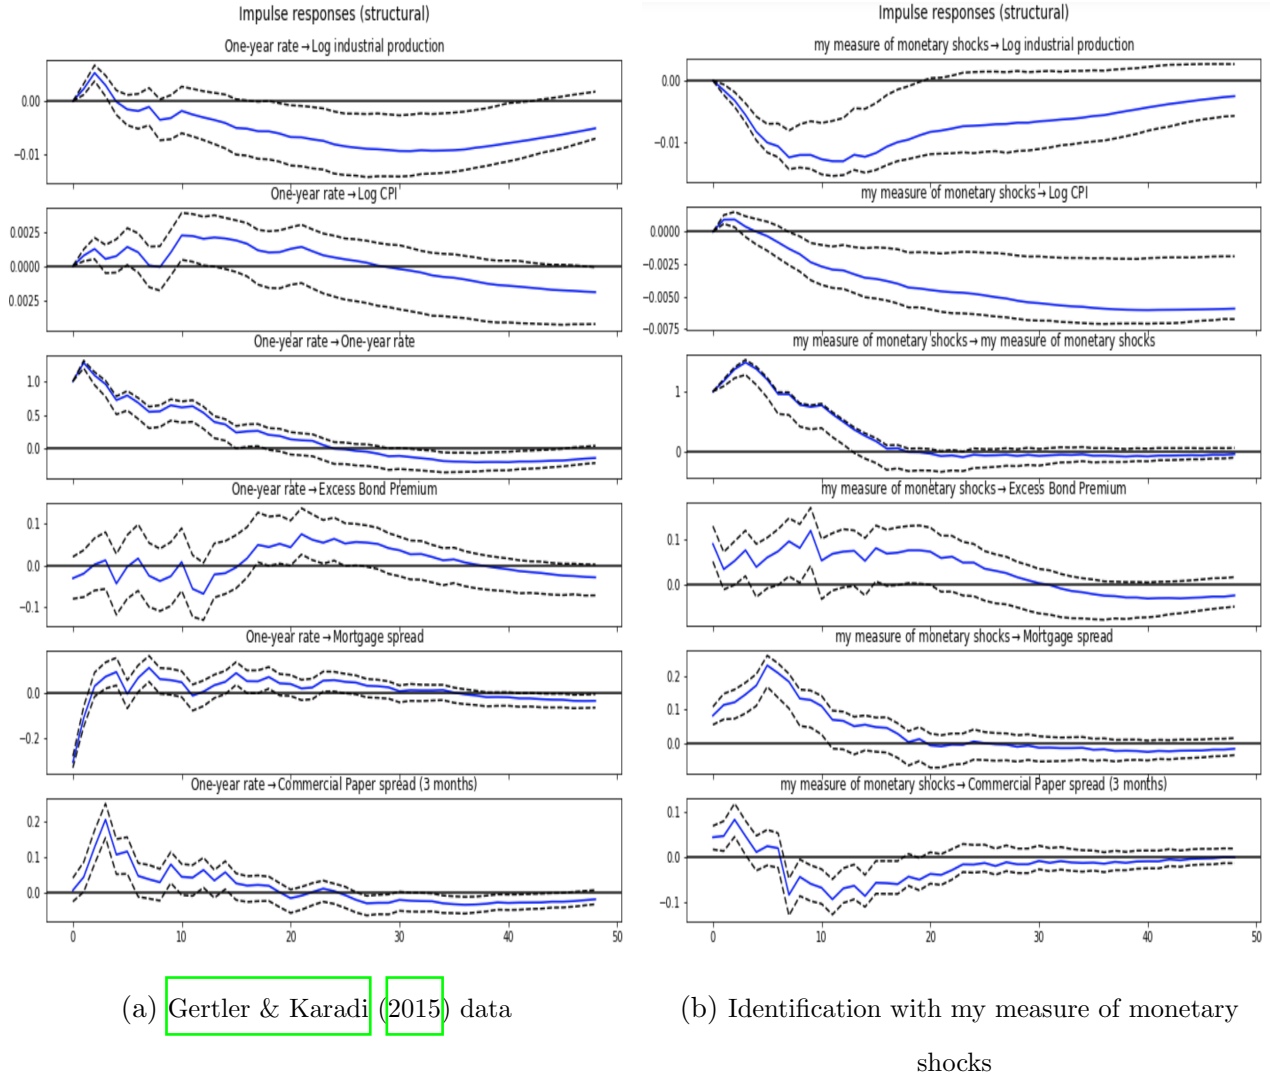 Impulse responses (structural)
One-year rate → Log industrial production
0.00
−0.01
One-year rate → Log CPI
0.0025
0.0000
0.0025
One-year rate → One-year rate
1.0
0.5
0.0
One-year rate → Excess Bond Premium
0.1
0.0
−0.1
One-year rate → Mortgage spread
0.0
−0.2
One-year rate → Commercial Paper spread (3 months)
0.2
0.1
0.0
0 10 20 30 40 50
(a) Gertler & Karadi (2015) data
Impulse responses (structural)
my measure of monetary shocks → Log industrial production
0.00
−0.01
my measure of monetary shocks → Log CPI
0.0000
−0.0025
−0.0050
−0.0075
my measure of monetary shocks → my measure of monetary shocks
1
0
my measure of monetary shocks → Excess Bond Premium
0.1
0.0
my measure of monetary shocks → Mortgage spread
0.2
0.1
0.0
my measure of monetary shocks → Commercial Paper spread (3 months)
0.1
0.0
−0.1
0 10 20 30 40 50
(b) Identification with my measure of monetary
shocks